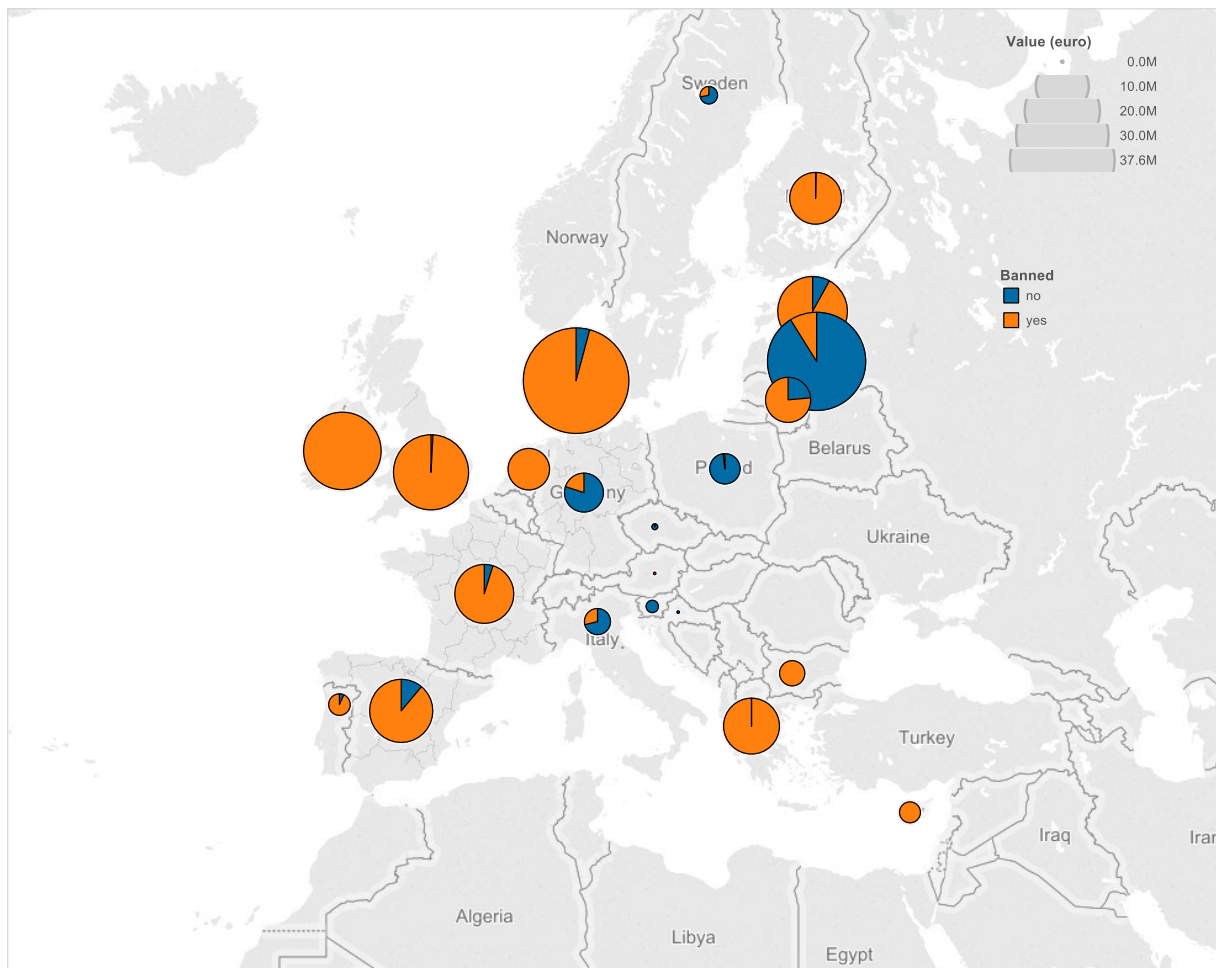 Value (euro)
0.0M
10.0M
20.0M
30.0M
37.6M
Sweden
Norway
Banned
no
yes
Belarus
Ukraine
Italy
Turkey
Iraq
Iran
Algeria
Libya
Egypt